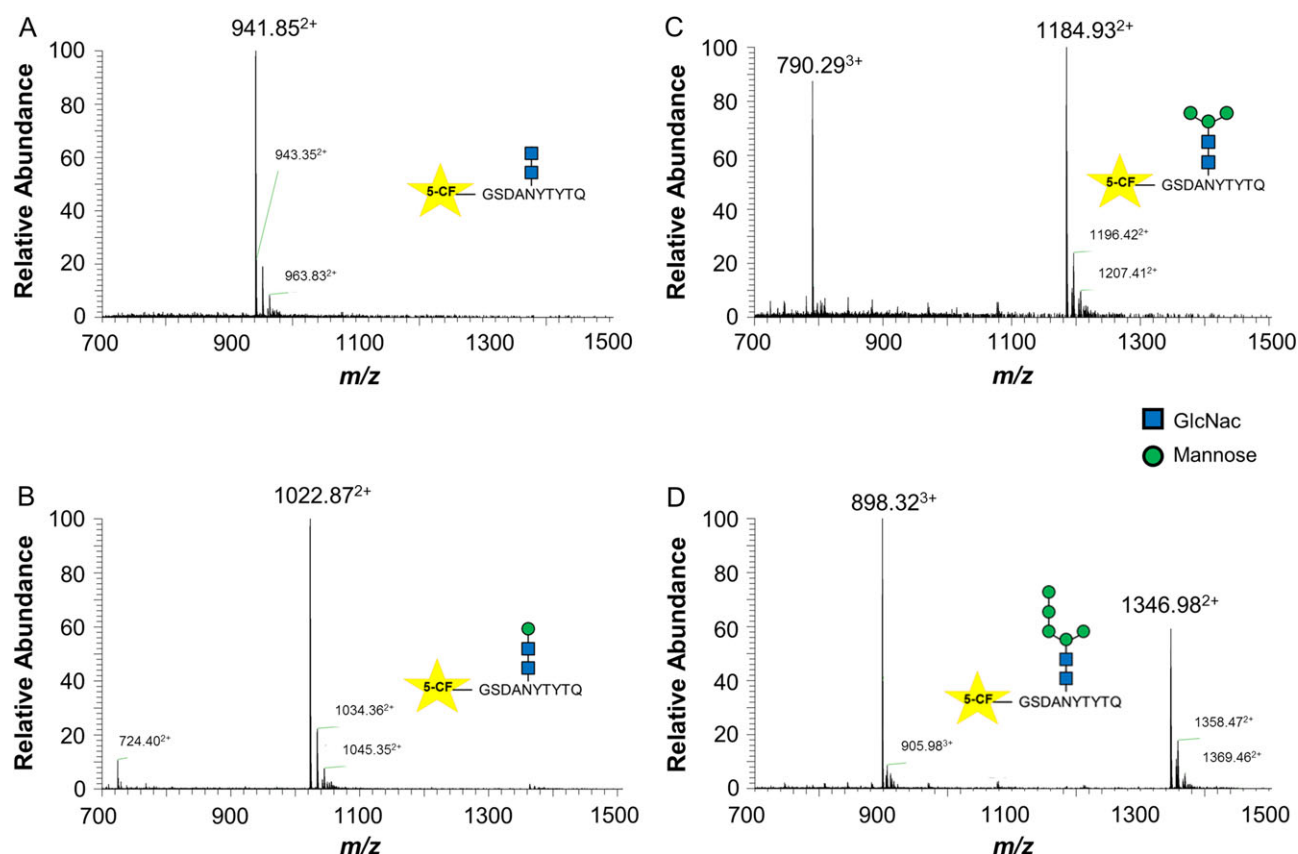 A
941.85²⁺
Relative Abundance
100
80
60
40
20
0
943.35²⁺
963.83²⁺
5-CF
GSDANYTYTQ
700
900
1100
1300
1500
m/z
C
1184.93²⁺
790.29³⁺
Relative Abundance
100
80
60
40
20
0
1196.42²⁺
1207.41²⁺
5-CF
GSDANYTYTQ
700
900
1100
1300
1500
m/z
GlcNac
Mannose
B
1022.87²⁺
Relative Abundance
100
80
60
40
20
0
724.40²⁺
1034.36²⁺
1045.35²⁺
5-CF
GSDANYTYTQ
700
900
1100
1300
1500
m/z
D
898.32³⁺
1346.98²⁺
Relative Abundance
100
80
60
40
20
0
905.98³⁺
1358.47²⁺
1369.46²⁺
5-CF
GSDANYTYTQ
700
900
1100
1300
1500
m/z